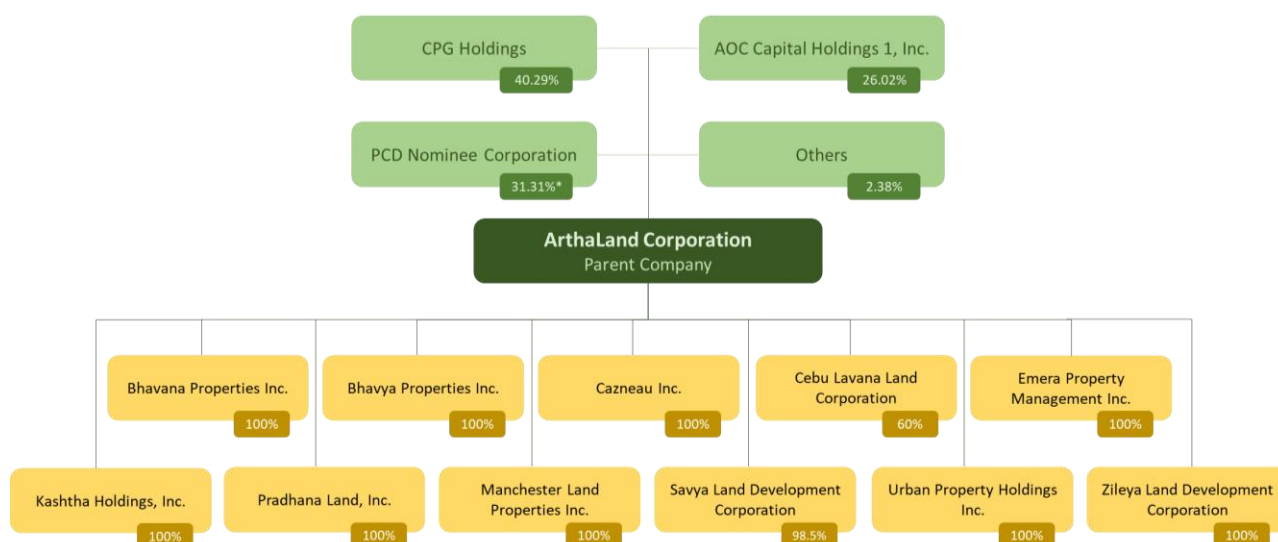 CPG Holdings
40.29%
AOC Capital Holdings 1, Inc.
26.02%
PCD Nominee Corporation
31.31%*
Others
2.38%
ArthaLand Corporation
Parent Company
Bhavana Properties Inc.
100%
Bhavya Properties Inc.
100%
Cazneau Inc.
100%
Cebu Lavana Land
Corporation
60%
Emera Property
Management Inc.
100%
Kashtha Holdings, Inc.
100%
Pradhana Land, Inc.
100%
Manchester Land
Properties Inc.
100%
Savya Land Development
Corporation
98.5%
Urban Property Holdings
Inc.
100%
Zileya Land Development
Corporation
100%